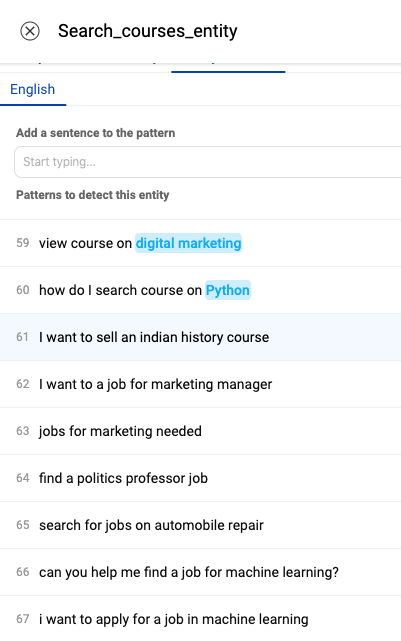 Search_courses_entity
English
Add a sentence to the pattern
Start typing...
Patterns to detect this entity
59 view course on digital marketing
60 how do I search course on Python
61 I want to sell an indian history course
62 I want to a job for marketing manager
63 jobs for marketing needed
64 find a politics professor job
65 search for jobs on automobile repair
66 can you help me find a job for machine learning?
67 i want to apply for a job in machine learning